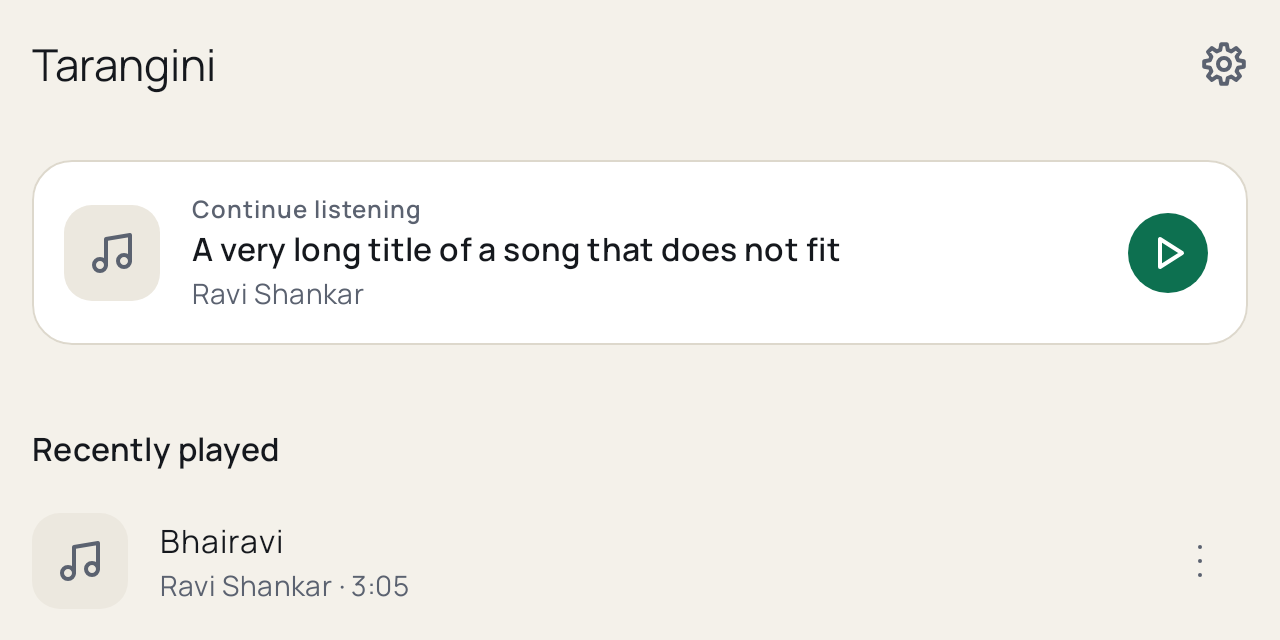 Tarangini
Continue listening
A very long title of a song that does not fit
Ravi Shankar
Recently played
Bhairavi
Ravi Shankar · 3:05